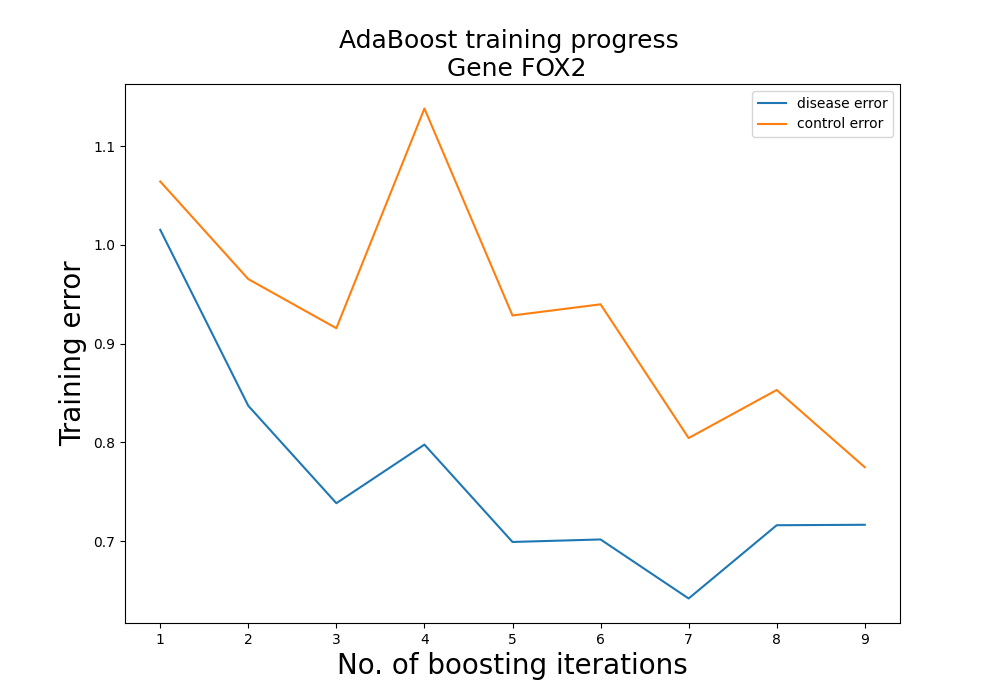 AdaBoost training progress
Gene FOX2
disease error
control error
Training error
1.1
1.0
0.9
0.8
0.7
1 2 3 4 5 6 7 8 9
No. of boosting iterations